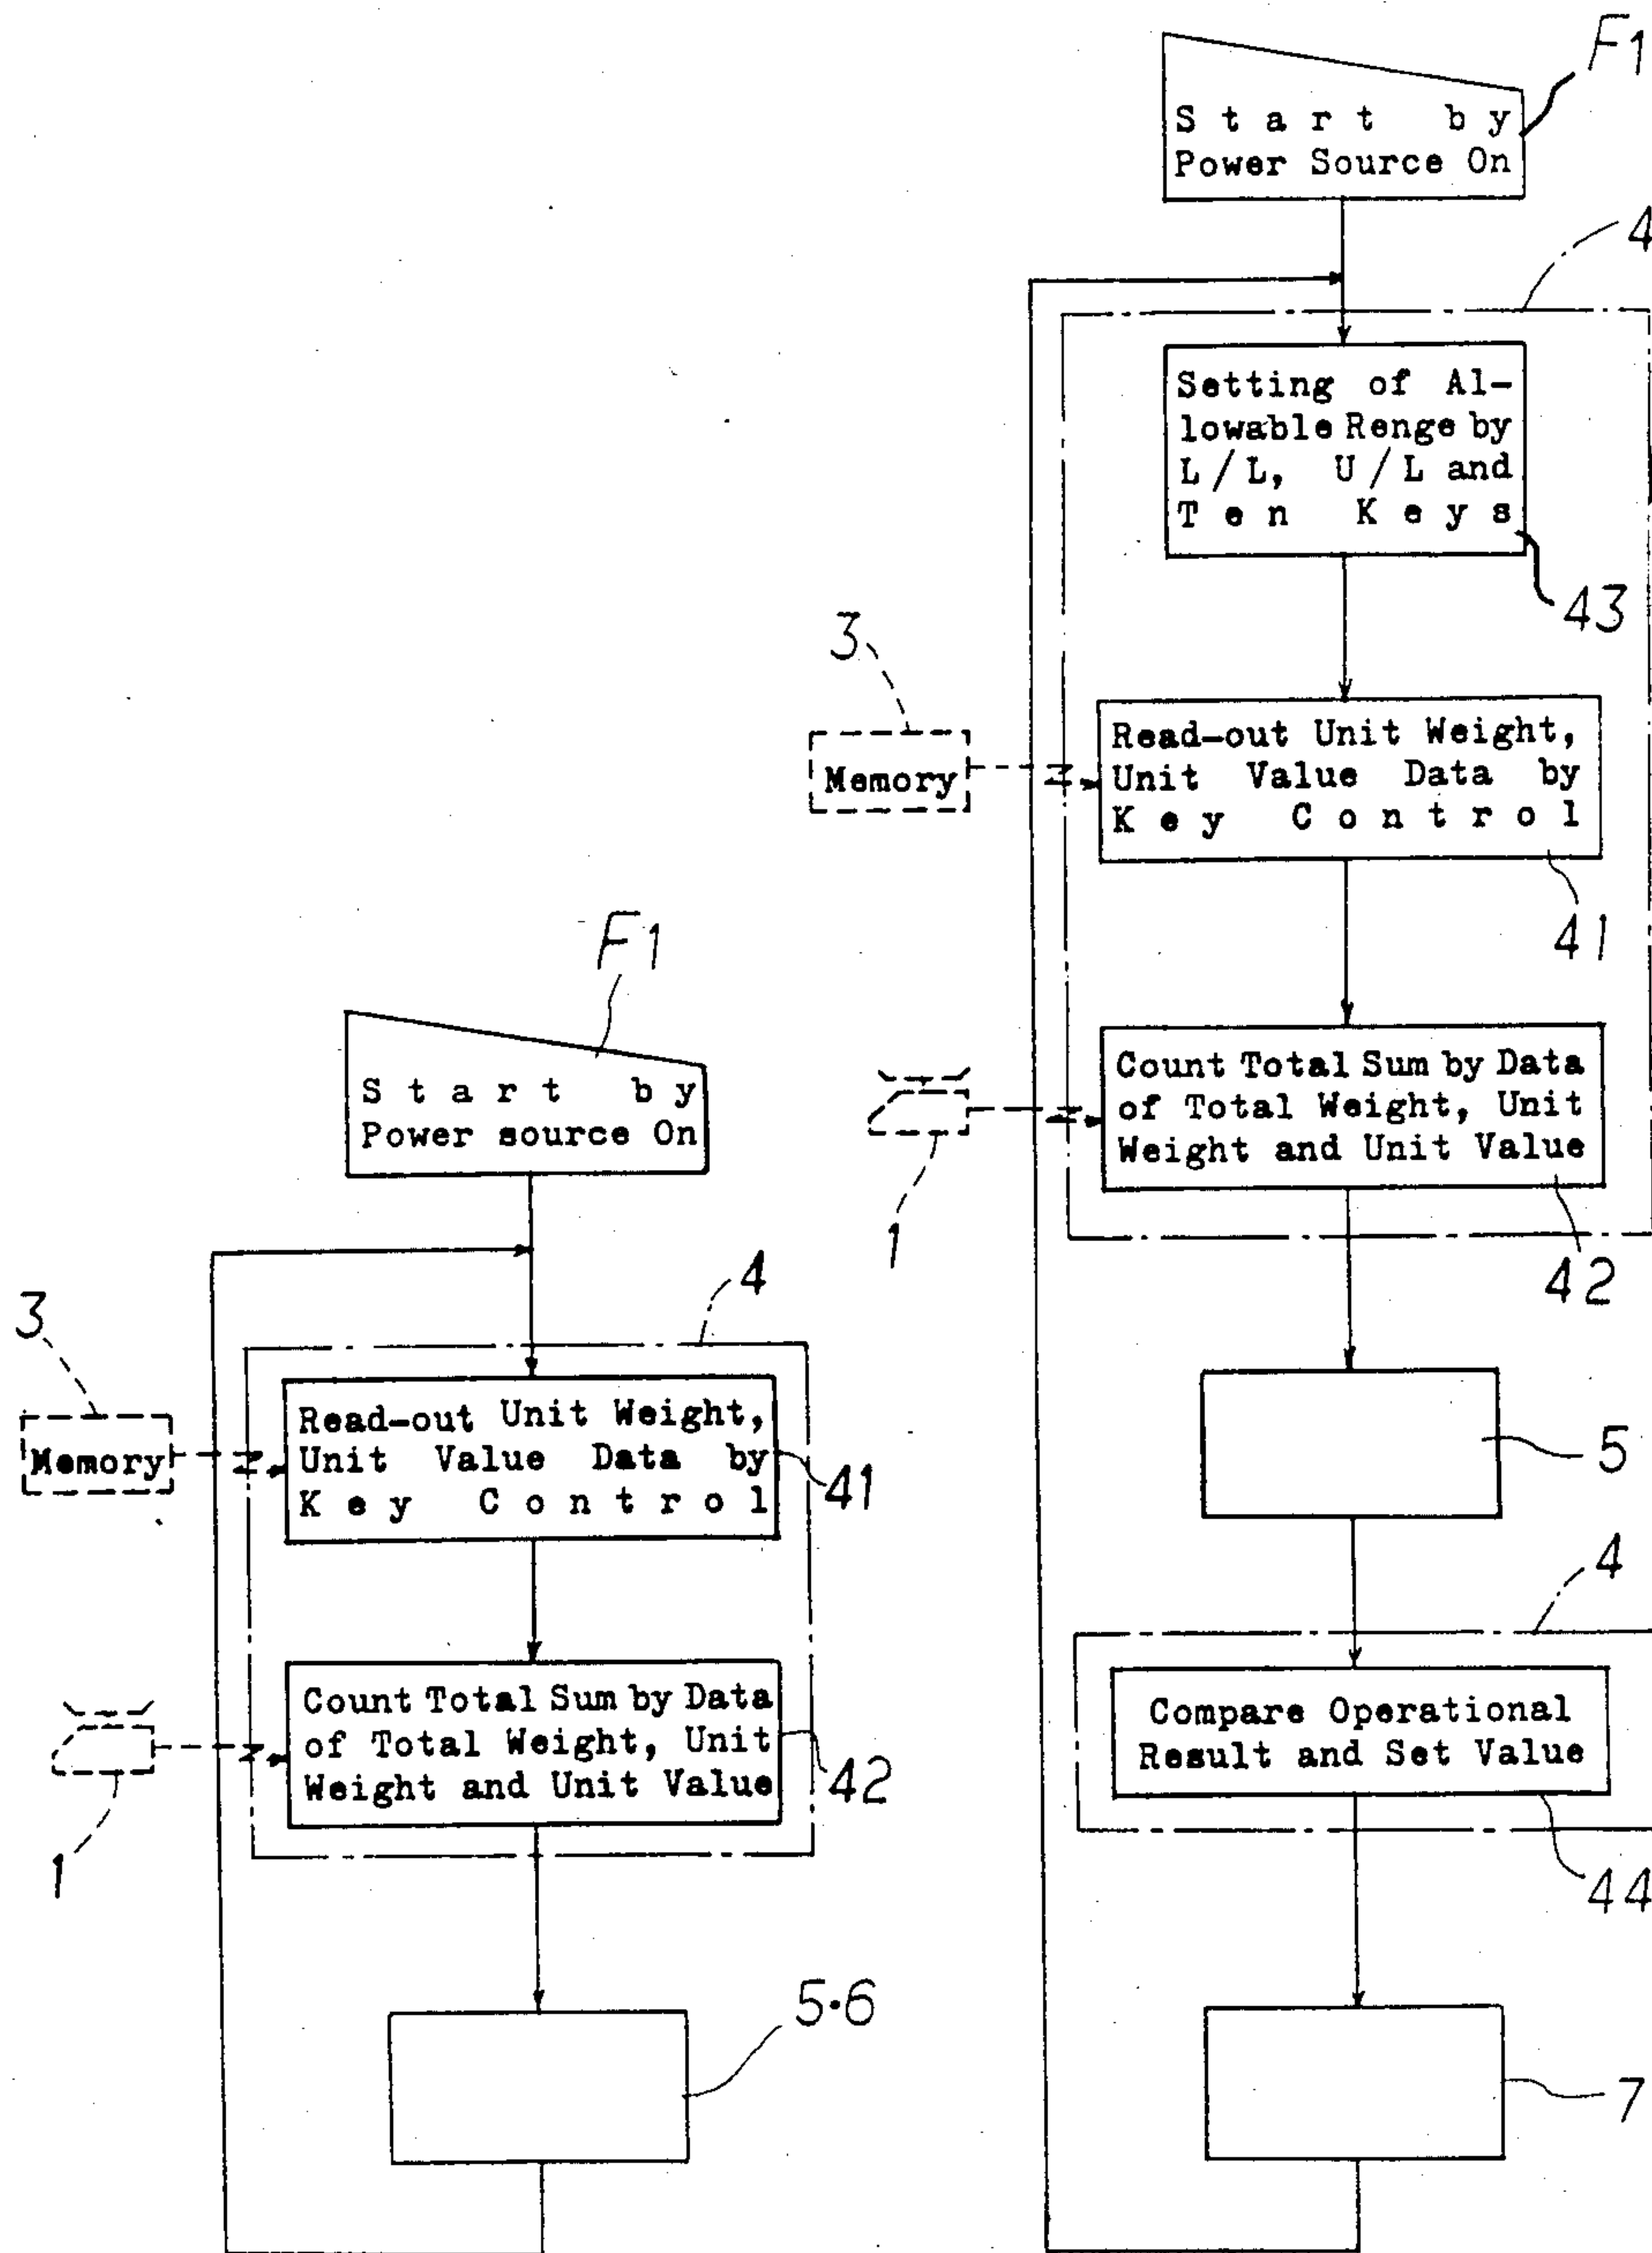 F1
Start by
Power source On
4
3
Memory
Read-out Unit Weight,
Unit Value Data by
Key Control
41
1
Count Total Sum by Data
of Total Weight, Unit
Weight and Unit Value
42
5·6
F1
Start by
Power Source On
4
Setting of Al-
lowable Renge by
L/L, U/L and
Ten Keys
43
3
Memory
Read-out Unit Weight,
Unit Value Data by
Key Control
41
1
Count Total Sum by Data
of Total Weight, Unit
Weight and Unit Value
42
5
4
Compare Operational
Result and Set Value
44
7